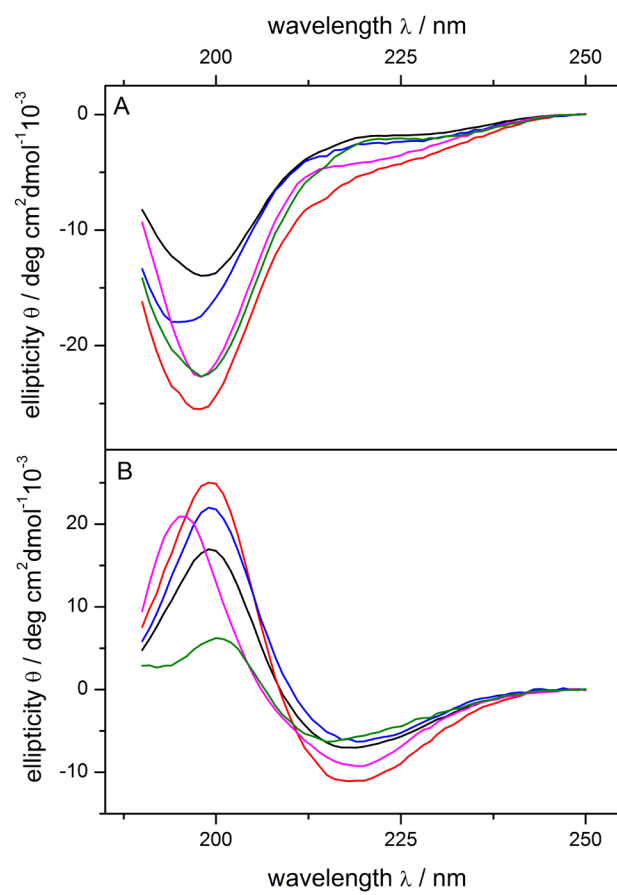 wavelength λ / nm
200 225 250
A
0
-10
-20
ellipticity θ / deg cm²dmol⁻¹10⁻³
B
20
10
0
-10
ellipticity θ / deg cm²dmol⁻¹10⁻³
200 225 250
wavelength λ / nm